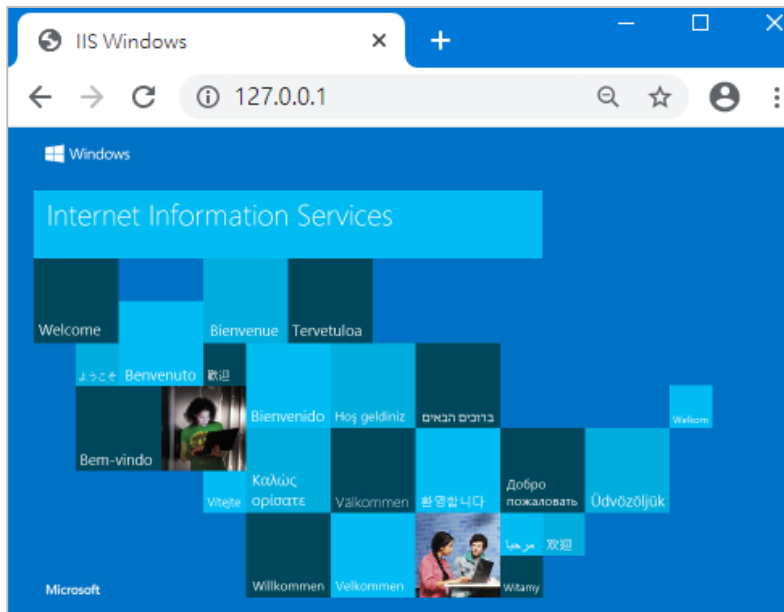 IIS Windows
127.0.0.1
Windows
Internet Information Services
Welcome
Bienvenue
Tervetuloa
ようこそ
Benvenuto
歡迎
Bienvenido
Hoş geldiniz
ברוכים הבאים
Welkom
Bem-vindo
Vítejte
Καλώς
ορίσατε
Välkommen
환영합니다
Добро
пожаловать
Üdvözöljük
Willkommen
Velkommen
مرحبا
欢迎
Witamy
Microsoft